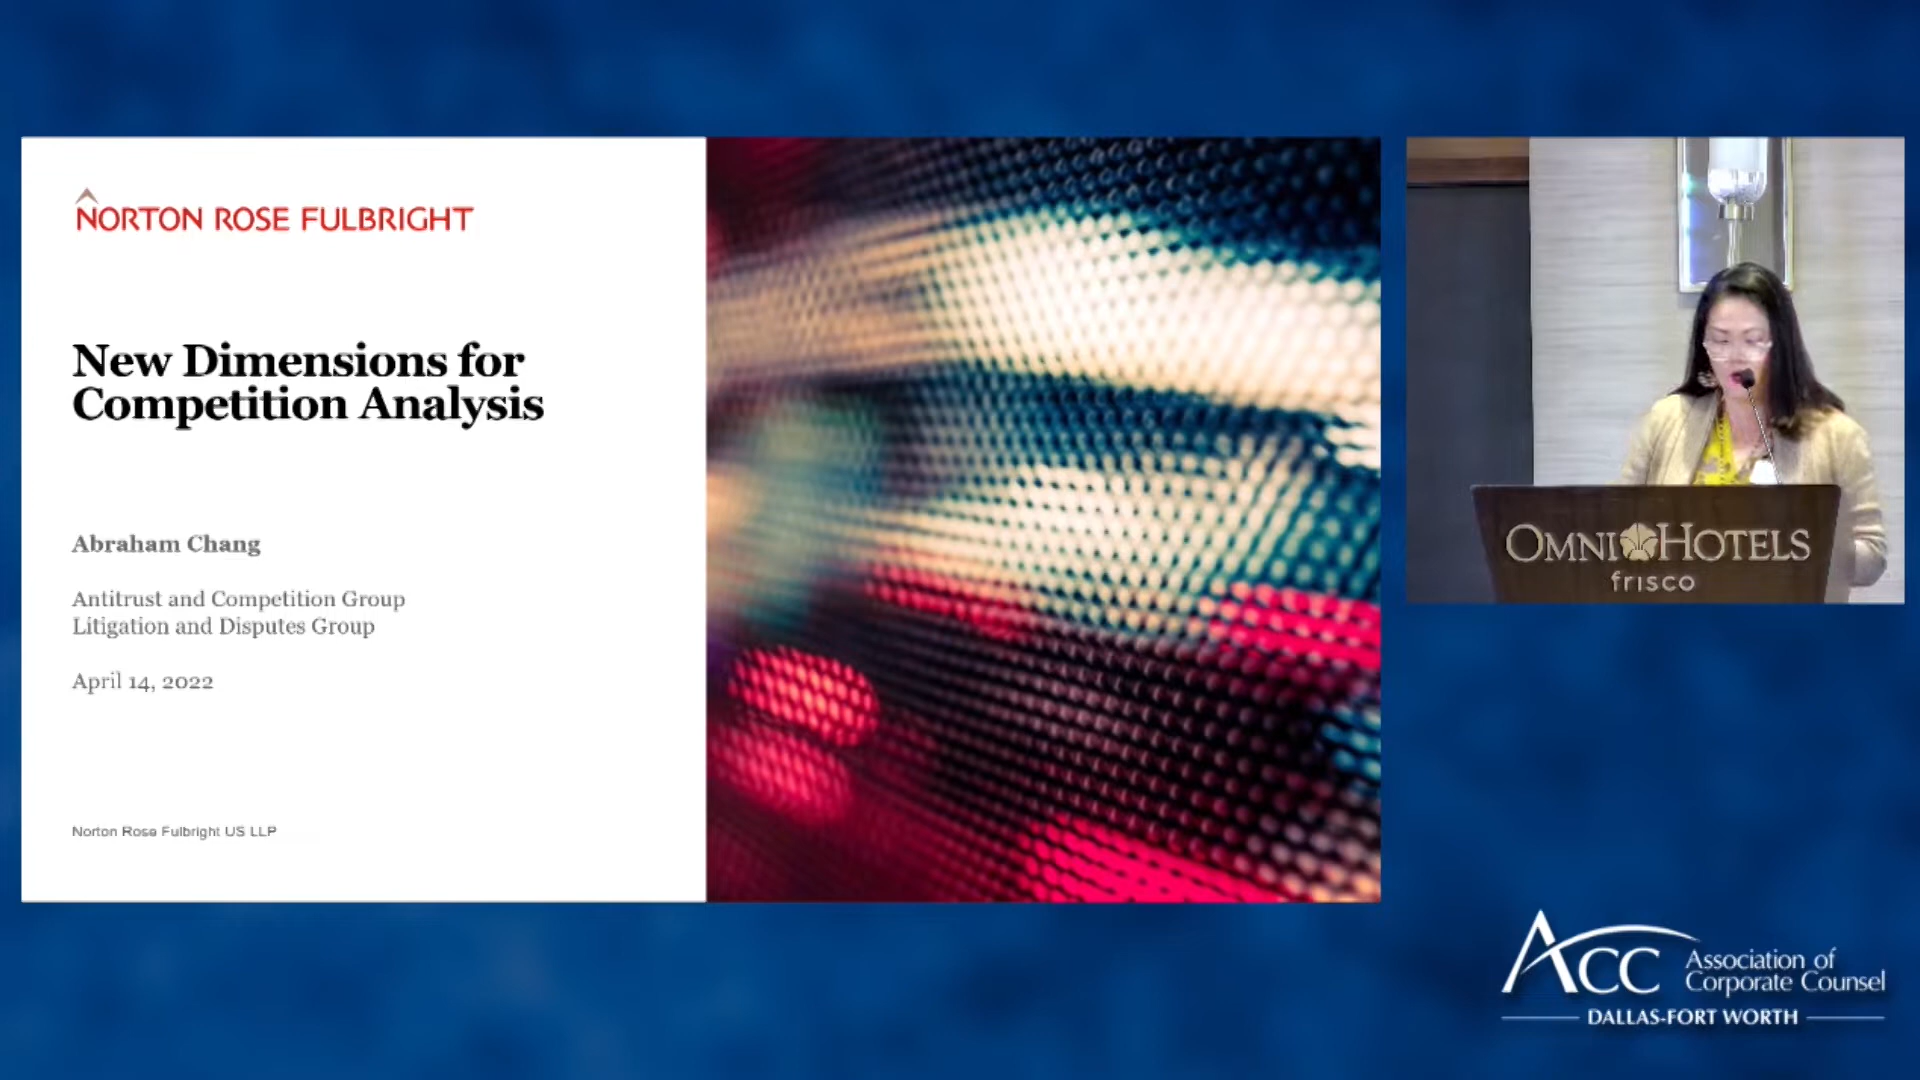 NORTON ROSE FULBRIGHT
New Dimensions for
Competition Analysis
Abraham Chang
Antitrust and Competition Group
Litigation and Disputes Group
April 14, 2022
Norton Rose Fulbright US LLP
OMNI HOTELS
frisco
ACC
Association of
Corporate Counsel
DALLAS-FORT WORTH